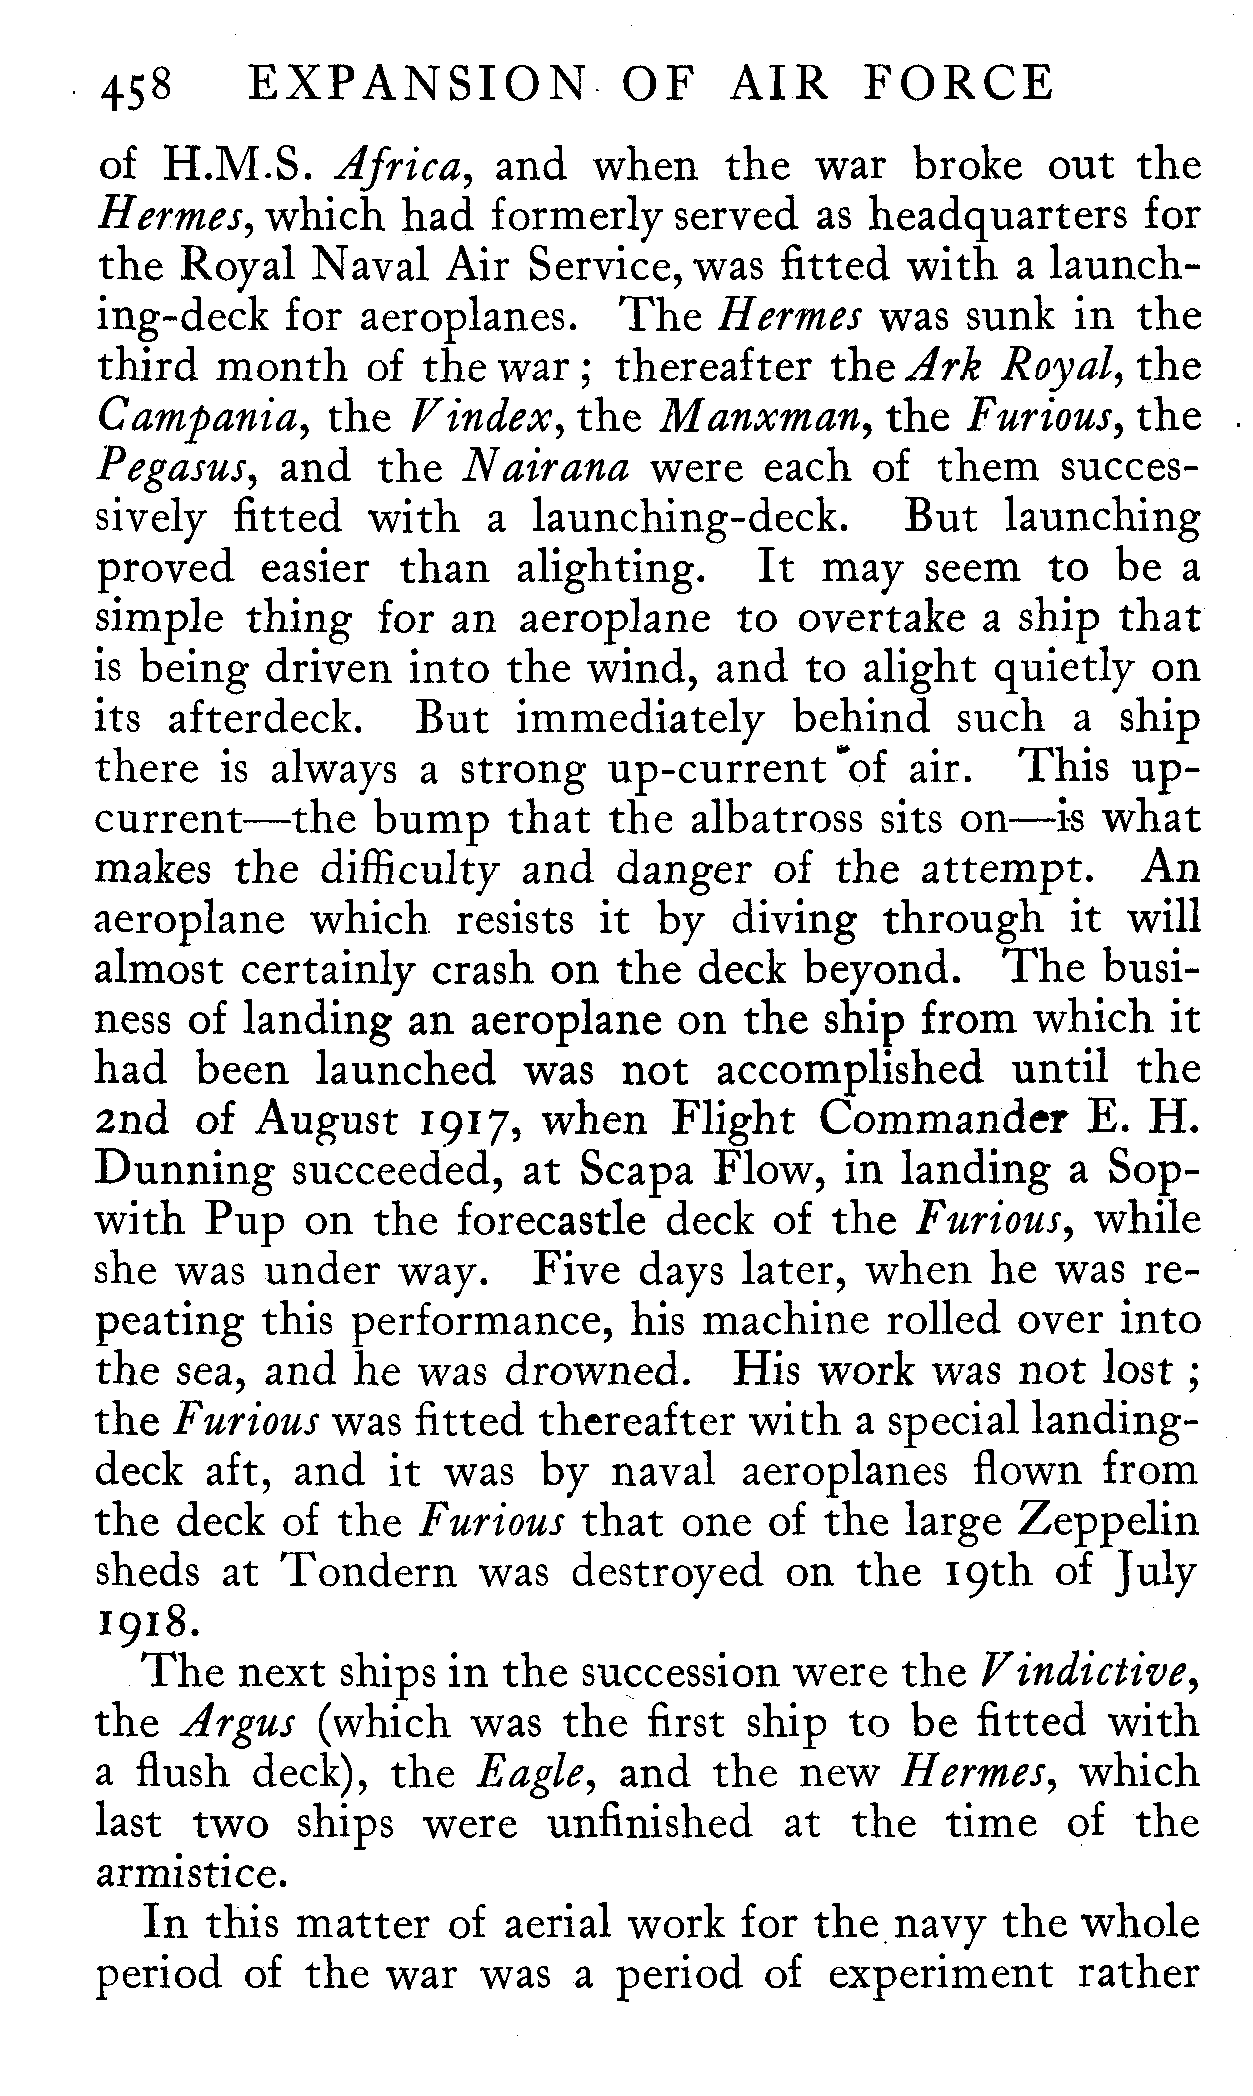 458 EXPANSION OF AIR FORCE
of H.M.S. Africa, and when the war broke out the
Hermes, which had formerly served as headquarters for
the Royal Naval Air Service, was fitted with a launch-
ing-deck for aeroplanes. The Hermes was sunk in the
third month of the war ; thereafter the Ark Royal, the
Campania, the Vindex, the Manxman, the Furious, the
Pegasus, and the Nairana were each of them succes-
sively fitted with a launching-deck. But launching
proved easier than alighting. It may seem to be a
simple thing for an aeroplane to overtake a ship that
is being driven into the wind, and to alight quietly on
its afterdeck. But immediately behind such a ship
there is always a strong up-current of air. This up-
current—the bump that the albatross sits on—is what
makes the difficulty and danger of the attempt. An
aeroplane which resists it by diving through it will
almost certainly crash on the deck beyond. The busi-
ness of landing an aeroplane on the ship from which it
had been launched was not accomplished until the
2nd of August 1917, when Flight Commander E. H.
Dunning succeeded, at Scapa Flow, in landing a Sop-
with Pup on the forecastle deck of the Furious, while
she was under way. Five days later, when he was re-
peating this performance, his machine rolled over into
the sea, and he was drowned. His work was not lost ;
the Furious was fitted thereafter with a special landing-
deck aft, and it was by naval aeroplanes flown from
the deck of the Furious that one of the large Zeppelin
sheds at Tondern was destroyed on the 19th of July
1918.
The next ships in the succession were the Vindictive,
the Argus (which was the first ship to be fitted with
a flush deck), the Eagle, and the new Hermes, which
last two ships were unfinished at the time of the
armistice.
In this matter of aerial work for the navy the whole
period of the war was a period of experiment rather